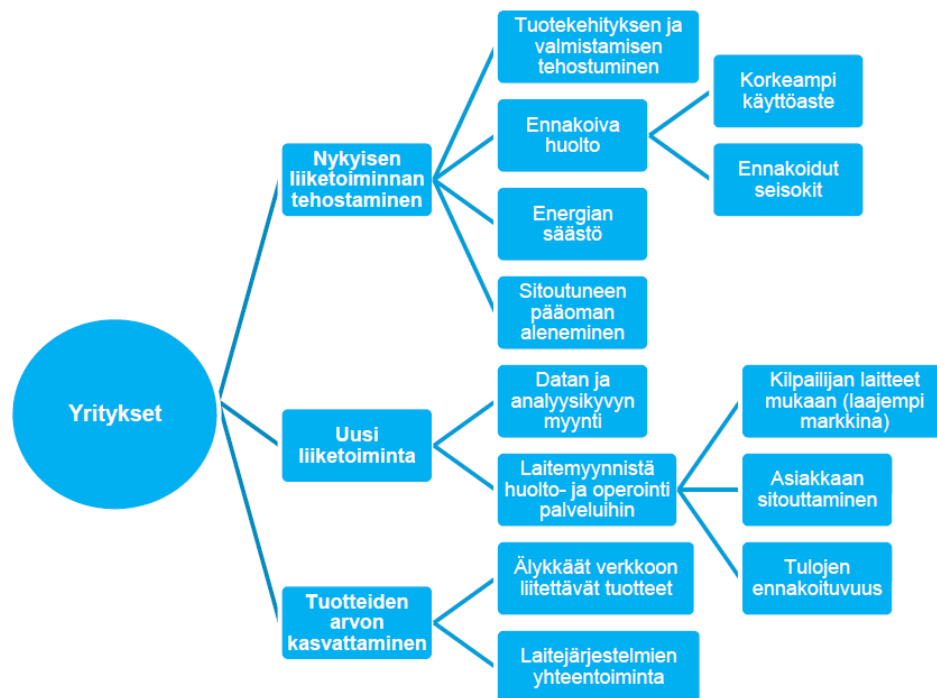 Yritykset
Nykyisen
liiketoiminnan
tehostaminen
Tuotekehityksen ja
valmistamisen
tehostuminen
Ennakoiva
huolto
Korkeampi
käyttöaste
Ennakoidut
seisokit
Energian
säästö
Sitoutuneen
pääoman
aleneminen
Uusi
liiketoiminta
Datan ja
analyysikyvyn
myynti
Laitemyynnistä
huolto- ja operointi
palveluihin
Kilpailijan laitteet
mukaan (laajempi
markkina)
Asiakkaan
sitouttaminen
Tulojen
ennakoituvuus
Tuotteiden
arvon
kasvattaminen
Älykkäät verkkoon
liitettävät tuotteet
Laitejärjestelmien
yhteentoiminta